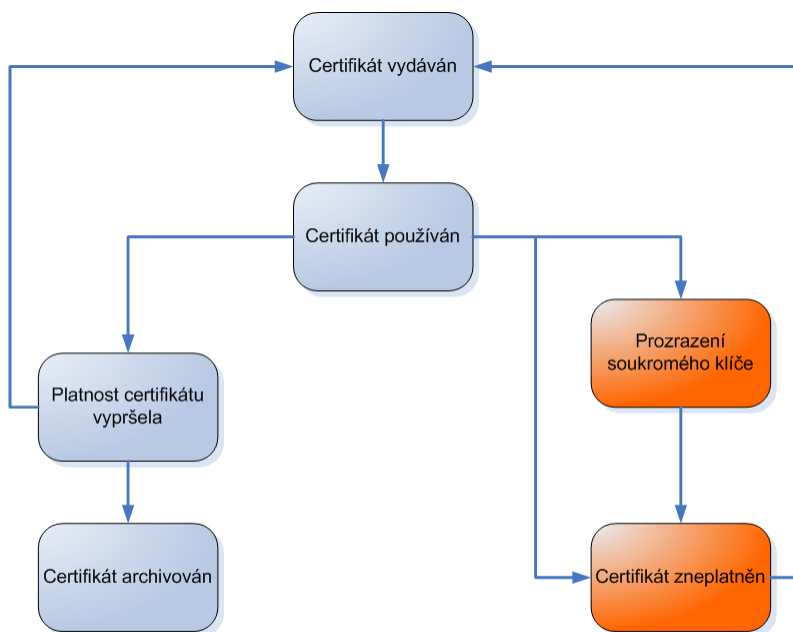 Certifikát vydáván
Certifikát používán
Prozrazení
soukromého klíče
Platnost certifikátu
vypršela
Certifikát archivován
Certifikát zneplatněn